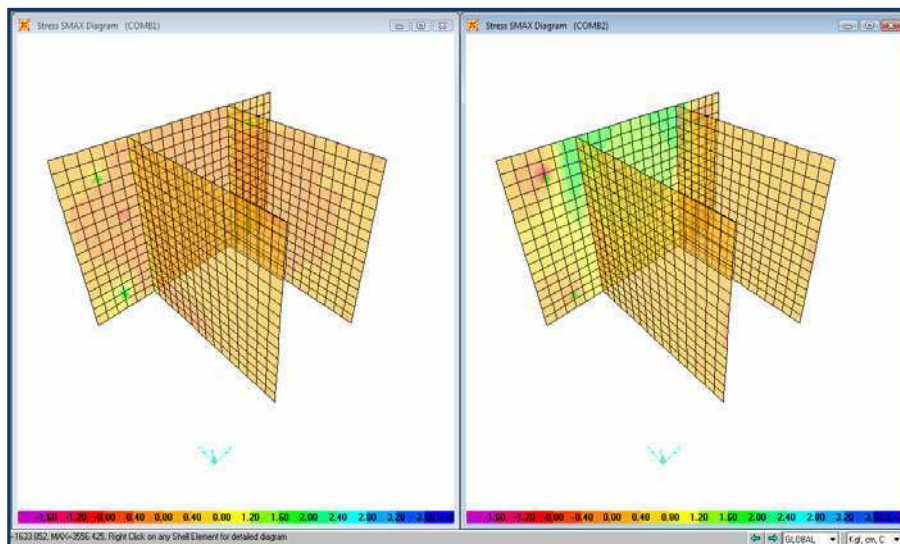 Stress SMAX Diagram (COMB1)
Stress SMAX Diagram (COMB2)
-1.60 -1.20 -0.80 -0.40 0.00 0.40 0.80 1.20 1.60 2.00 2.40 2.80 3.20
-1.60 -1.20 -0.80 -0.40 0.00 0.40 0.80 1.20 1.60 2.00 2.40 2.80 3.20
-1633.852, MAX=3556.425, Right Click on any Shell Element for detailed diagram
GLOBAL
Kgf, cm, C